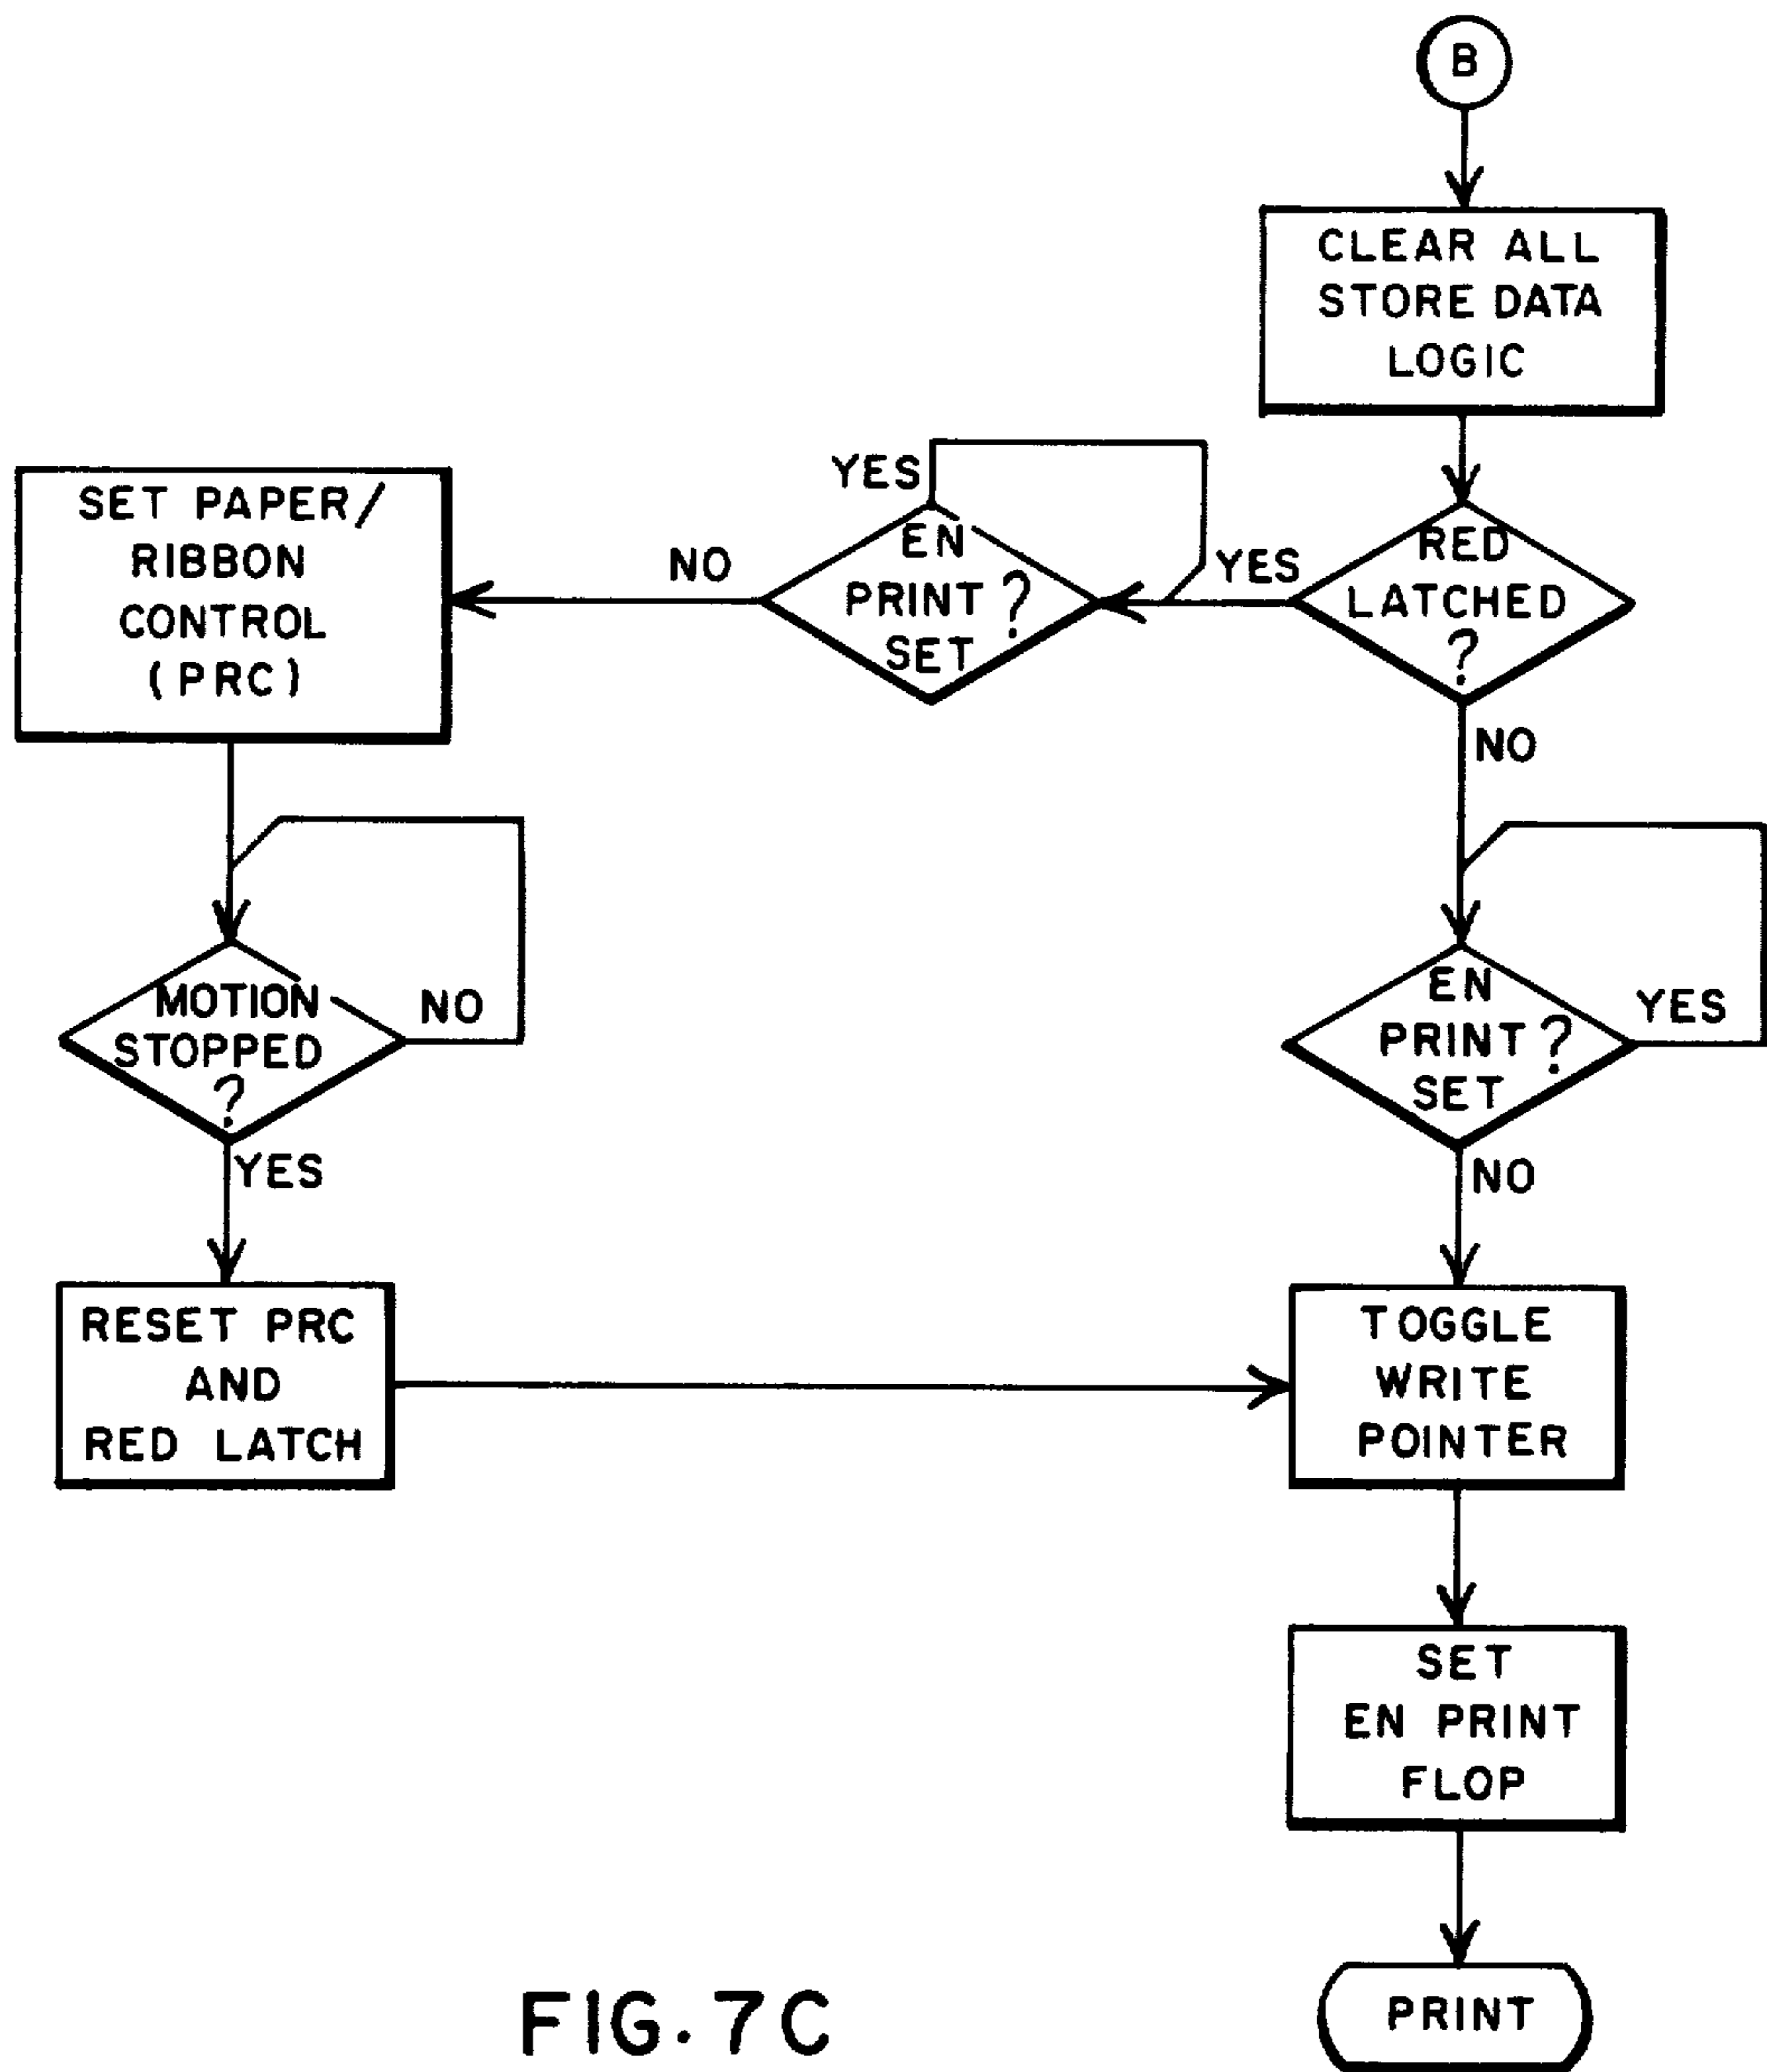 B
CLEAR ALL
STORE DATA
LOGIC
RED
LATCHED
?
YES
NO
EN
PRINT ?
SET
YES
NO
SET PAPER/
RIBBON
CONTROL
(PRC)
MOTION
STOPPED
?
NO
YES
RESET PRC
AND
RED LATCH
EN
PRINT ?
SET
YES
NO
TOGGLE
WRITE
POINTER
SET
EN PRINT
FLOP
PRINT
FIG. 7C